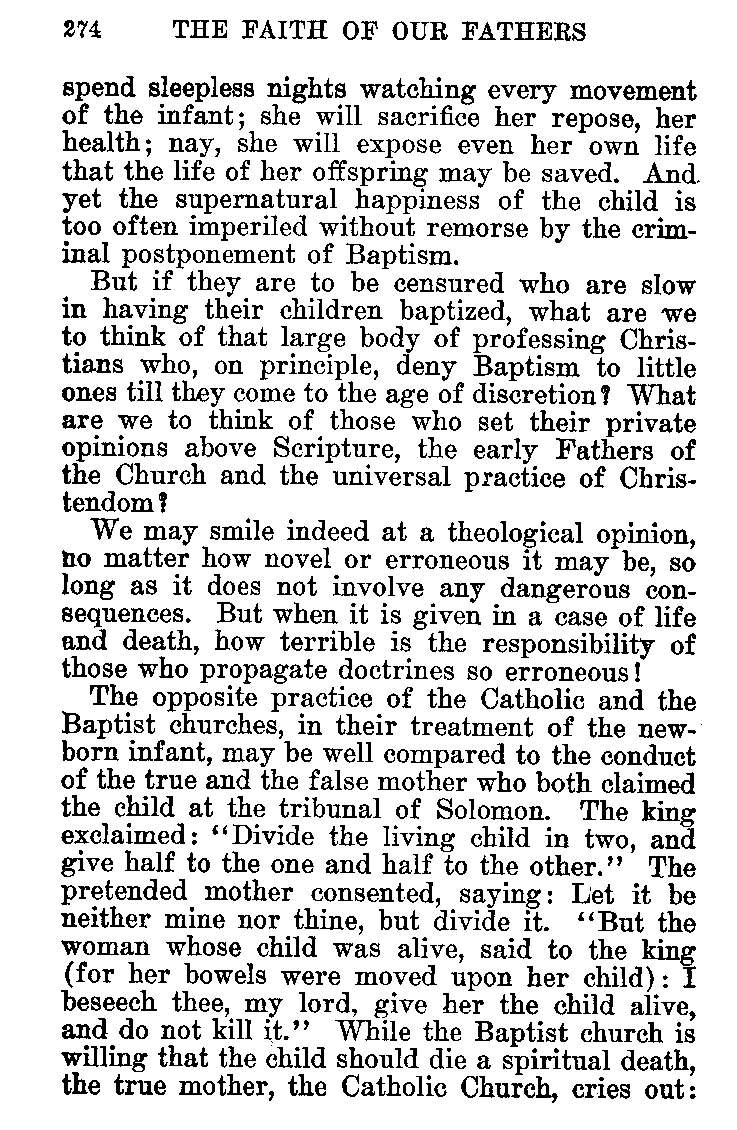 274 THE FAITH OF OUR FATHERS
spend sleepless nights watching every movement
of the infant; she will sacrifice her repose, her
health; nay, she will expose even her own life
that the life of her offspring may be saved. And
yet the supernatural happiness of the child is
too often imperiled without remorse by the crim-
inal postponement of Baptism.
But if they are to be censured who are slow
in having their children baptized, what are we
to think of that large body of professing Chris-
tians who, on principle, deny Baptism to little
ones till they come to the age of discretion? What
are we to think of those who set their private
opinions above Scripture, the early Fathers of
the Church and the universal practice of Chris-
tendom?
We may smile indeed at a theological opinion,
no matter how novel or erroneous it may be, so
long as it does not involve any dangerous con-
sequences. But when it is given in a case of life
and death, how terrible is the responsibility of
those who propagate doctrines so erroneous!
The opposite practice of the Catholic and the
Baptist churches, in their treatment of the new-
born infant, may be well compared to the conduct
of the true and the false mother who both claimed
the child at the tribunal of Solomon. The king
exclaimed: "Divide the living child in two, and
give half to the one and half to the other." The
pretended mother consented, saying: Let it be
neither mine nor thine, but divide it. "But the
woman whose child was alive, said to the king
(for her bowels were moved upon her child): I
beseech thee, my lord, give her the child alive,
and do not kill it." While the Baptist church is
willing that the child should die a spiritual death,
the true mother, the Catholic Church, cries out: